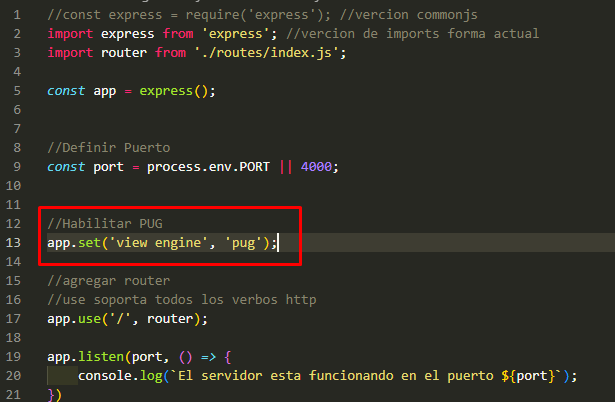 1 //const express = require('express'); //vercion commonjs
2 import express from 'express'; //vercion de imports forma actual
3 import router from './routes/index.js';
4
5 const app = express();
6
7
8 //Definir Puerto
9 const port = process.env.PORT || 4000;
10
11
12 //Habilitar PUG
13 app.set('view engine', 'pug');
14
15 //agregar router
16 //use soporta todos los verbos http
17 app.use('/', router);
18
19 app.listen(port, () => {
20 console.log(`El servidor esta funcionando en el puerto ${port}`);
21 })